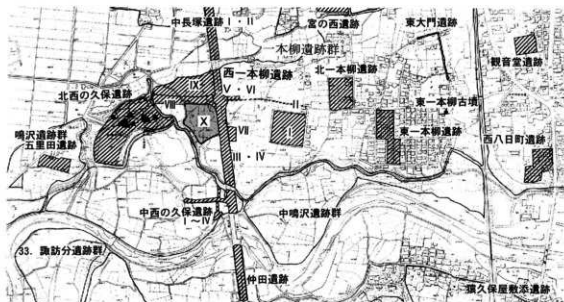 中長塚遺跡 Ⅰ・Ⅱ
宮の西遺跡
東大門遺跡
本柳遺跡群
観音堂遺跡
西一本柳遺跡
北一本柳遺跡
Ⅸ
Ⅴ・Ⅵ
北西の久保遺跡
Ⅷ
Ⅱ
Ⅹ
東一本柳古墳
鳴沢遺跡群
五里田遺跡
Ⅶ
Ⅰ
東一本柳遺跡
西八日町遺跡
Ⅲ・Ⅳ
中西の久保遺跡
Ⅰ～Ⅳ
中鳴沢遺跡群
33. 諏訪分遺跡群
仲田遺跡
久保屋敷添遺跡